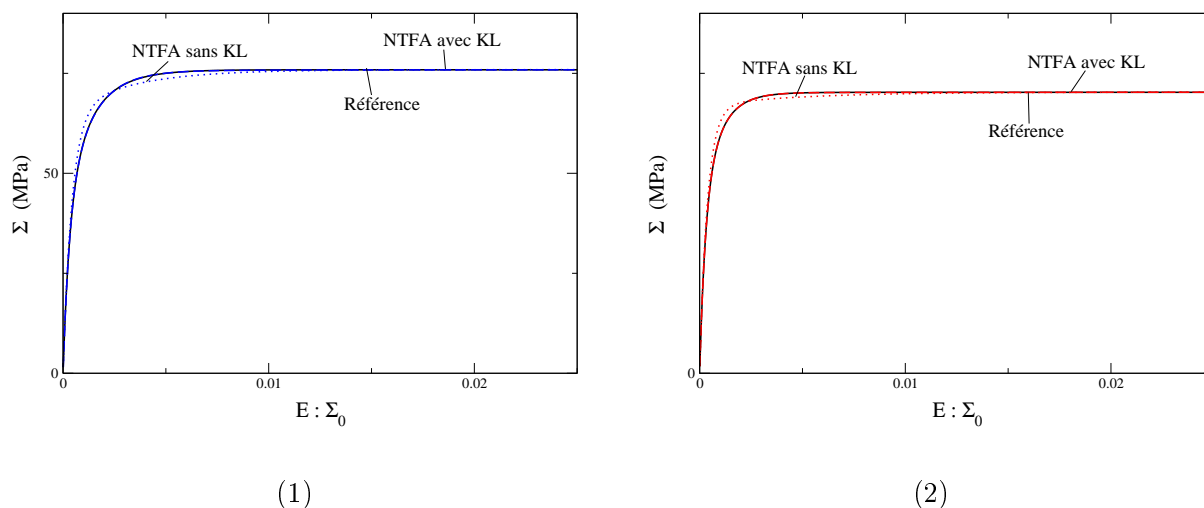 NTFA avec KL
NTFA sans KL
Référence
50
0
Σ (MPa)
0
0.01
0.02
E : Σ0
(1)
NTFA avec KL
NTFA sans KL
Référence
0
Σ (MPa)
0
0.01
0.02
E : Σ0
(2)